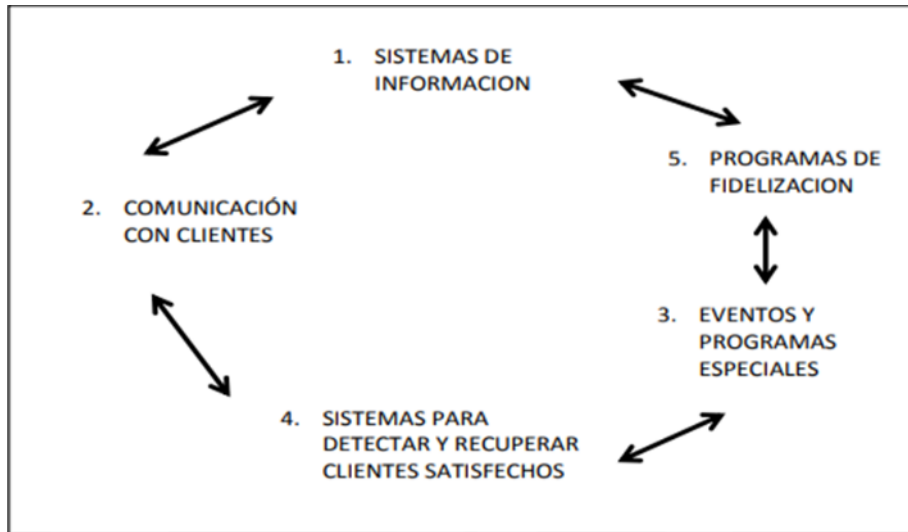 1. SISTEMAS DE
INFORMACION
5. PROGRAMAS DE
FIDELIZACION
2. COMUNICACIÓN
CON CLIENTES
3. EVENTOS Y
PROGRAMAS
ESPECIALES
4. SISTEMAS PARA
DETECTAR Y RECUPERAR
CLIENTES SATISFECHOS